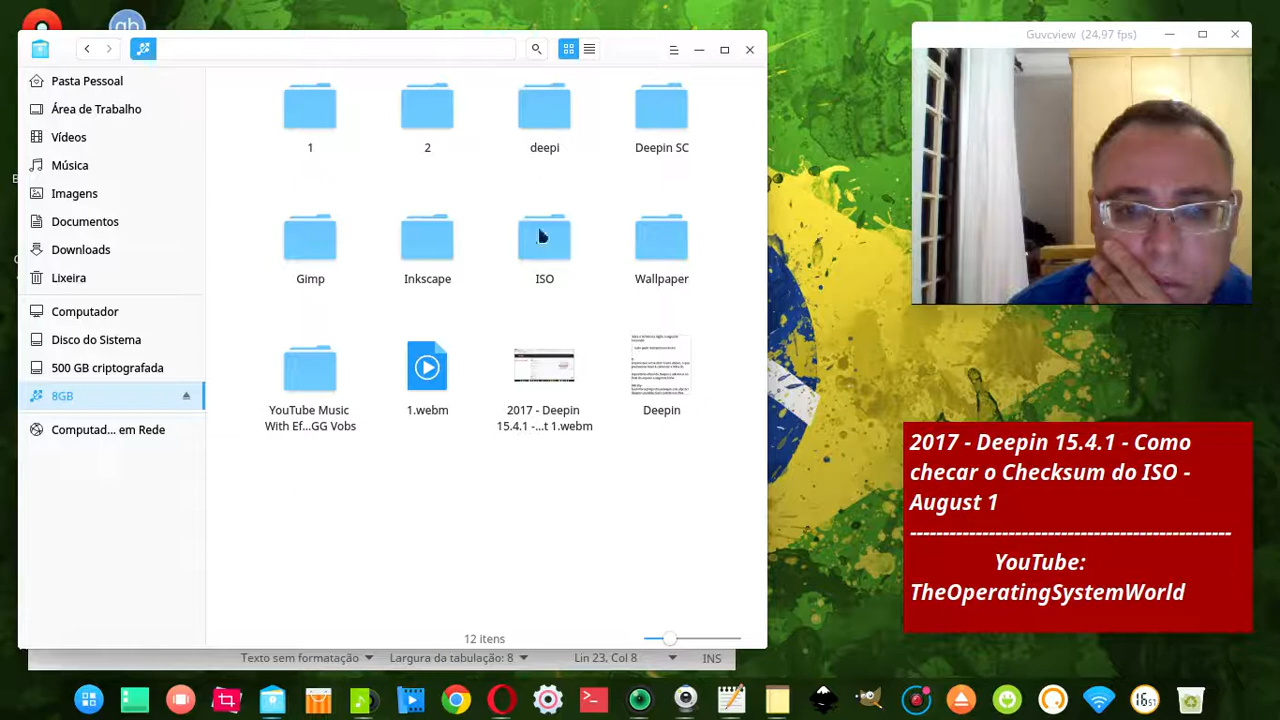 gb
Guvcview (24,97 fps)
Pasta Pessoal
Área de Trabalho
Vídeos
Música
Imagens
Documentos
Downloads
Lixeira
Computador
Disco do Sistema
500 GB criptografada
8GB
Computad... em Rede
1
2
deepi
Deepin SC
Gimp
Inkscape
ISO
Wallpaper
YouTube Music
With Ef...GG Vobs
1.webm
2017 - Deepin
15.4.1 -...t 1.webm
Deepin
12 itens
Texto sem formatação
Largura da tabulação: 8
Lin 23, Col 8
INS
2017 - Deepin 15.4.1 - Como
checar o Checksum do ISO -
August 1
----------------------------------------------
YouTube:
TheOperatingSystemWorld